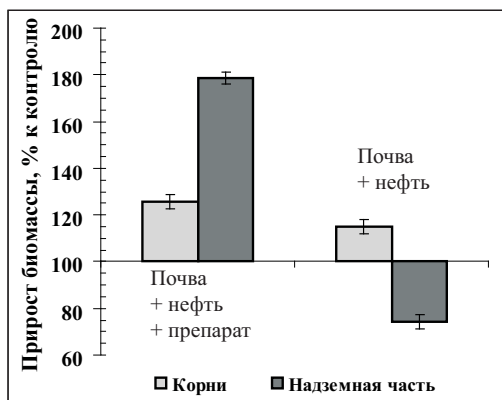 Прирост биомассы, % к контролю
200
180
160
140
120
100
80
60
Почва
+ нефть
+ препарат
Почва
+ нефть
Корни
Надземная часть